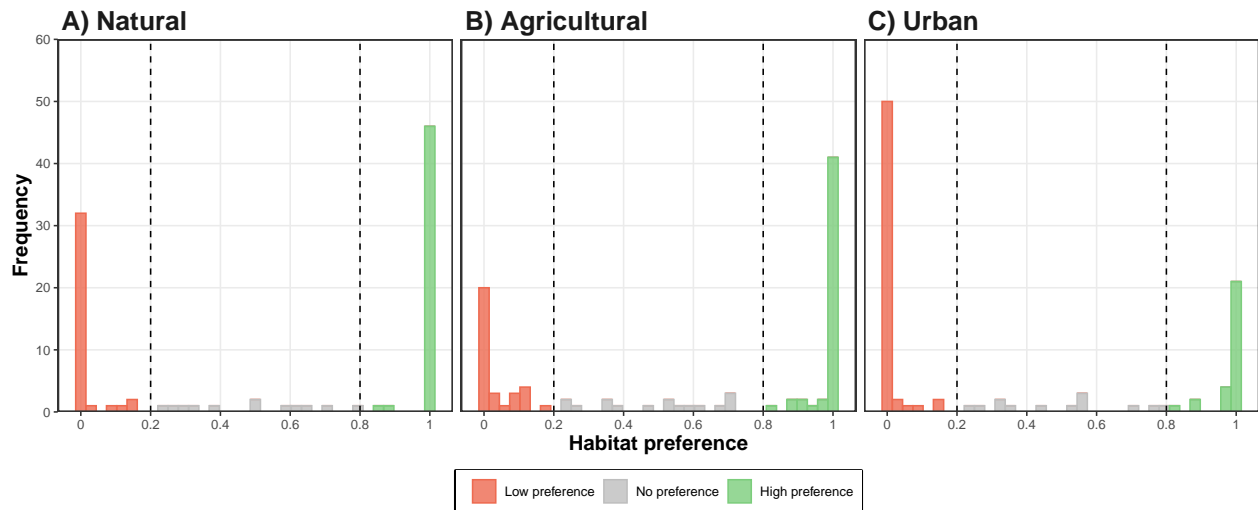 A) Natural B) Agricultural C) Urban
Frequency
60
50
40
30
20
10
0
0 0.2 0.4 0.6 0.8 1 0 0.2 0.4 0.6 0.8 1 0 0.2 0.4 0.6 0.8 1
Habitat preference
Low preference No preference High preference